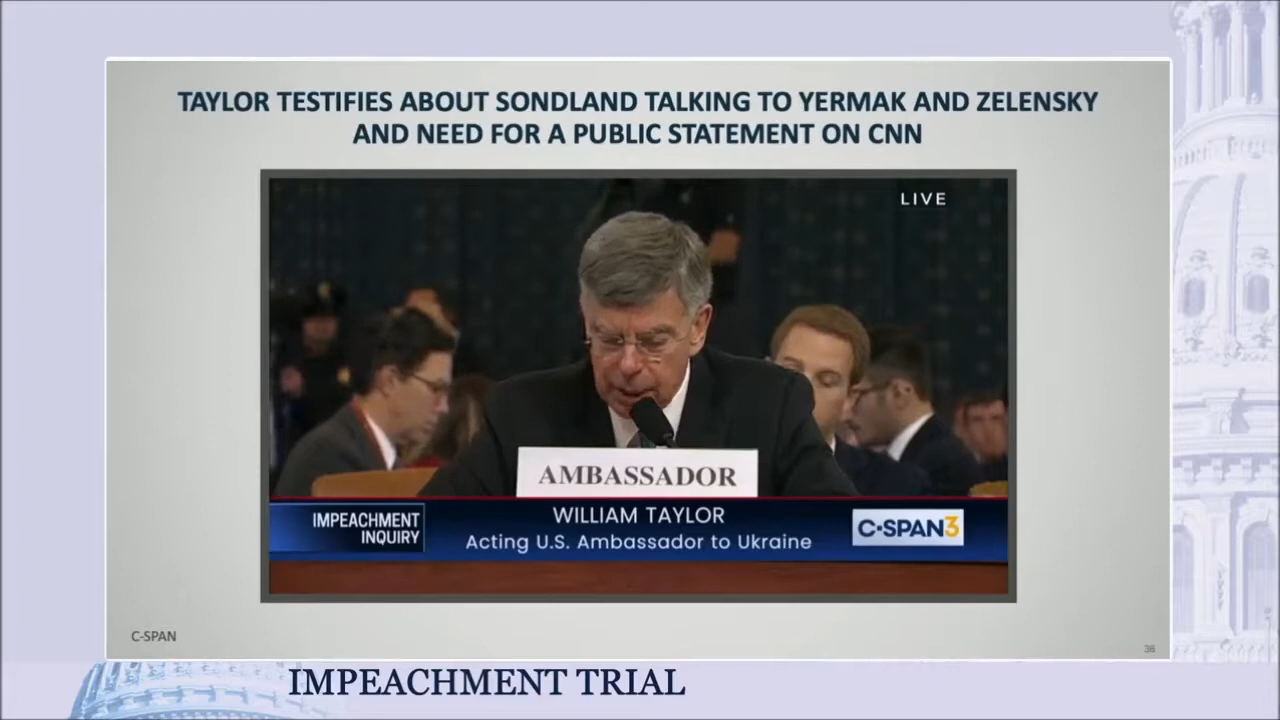 TAYLOR TESTIFIES ABOUT SONDLAND TALKING TO YERMAK AND ZELENSKY
AND NEED FOR A PUBLIC STATEMENT ON CNN
LIVE
AMBASSADOR
IMPEACHMENT
INQUIRY
WILLIAM TAYLOR
Acting U.S. Ambassador to Ukraine
C-SPAN3
C-SPAN
36
IMPEACHMENT TRIAL